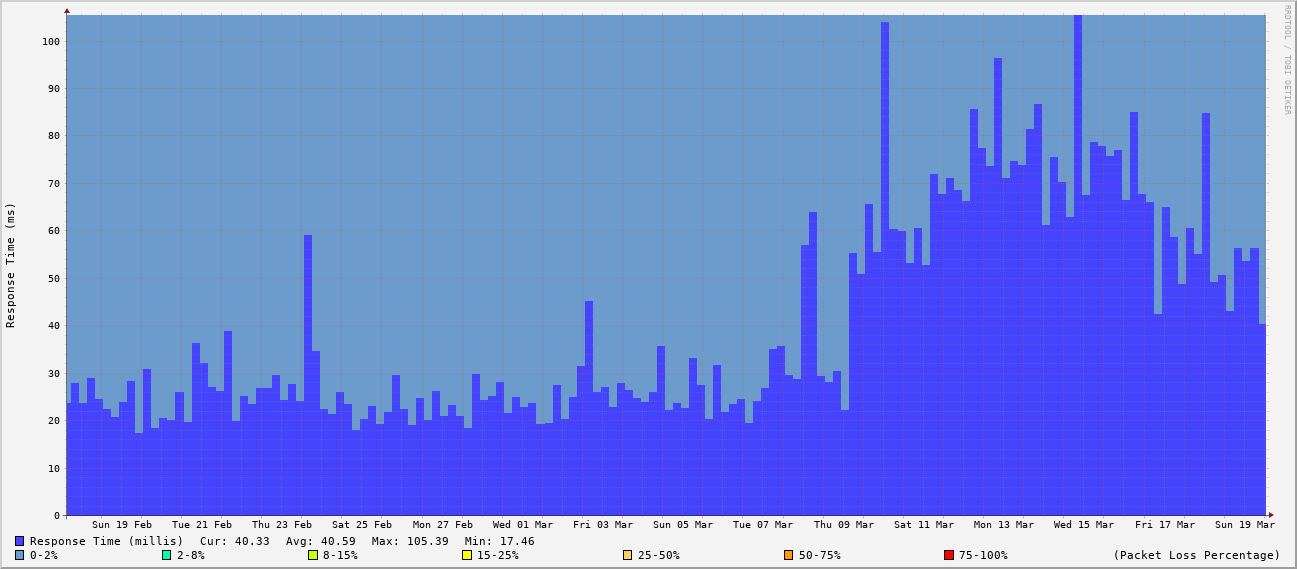 RRDTOOL / TOBI OETIKER
Response Time (ms)
100
90
80
70
60
50
40
30
20
10
0
Sun 19 Feb Tue 21 Feb Thu 23 Feb Sat 25 Feb Mon 27 Feb Wed 01 Mar Fri 03 Mar Sun 05 Mar Tue 07 Mar Thu 09 Mar Sat 11 Mar Mon 13 Mar Wed 15 Mar Fri 17 Mar Sun 19 Mar
Response Time (millis) Cur: 40.33 Avg: 40.59 Max: 105.39 Min: 17.46
0-2% 2-8% 8-15% 15-25% 25-50% 50-75% 75-100% (Packet Loss Percentage)